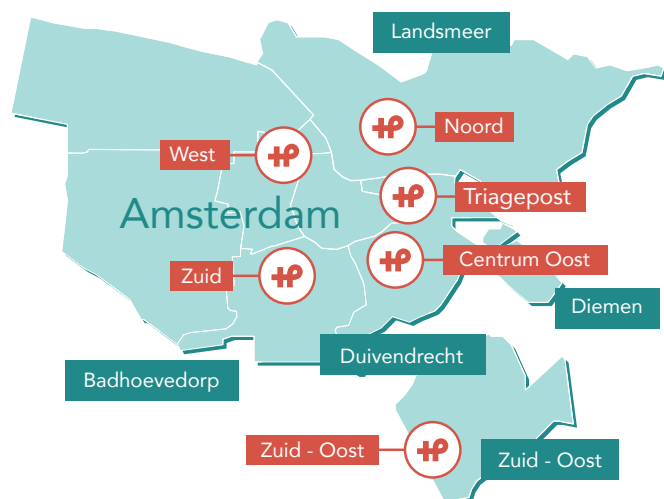 Landsmeer
Noord
West
Triagepost
Amsterdam
Centrum Oost
Zuid
Diemen
Duivendrecht
Badhoevedorp
Zuid - Oost
Zuid - Oost